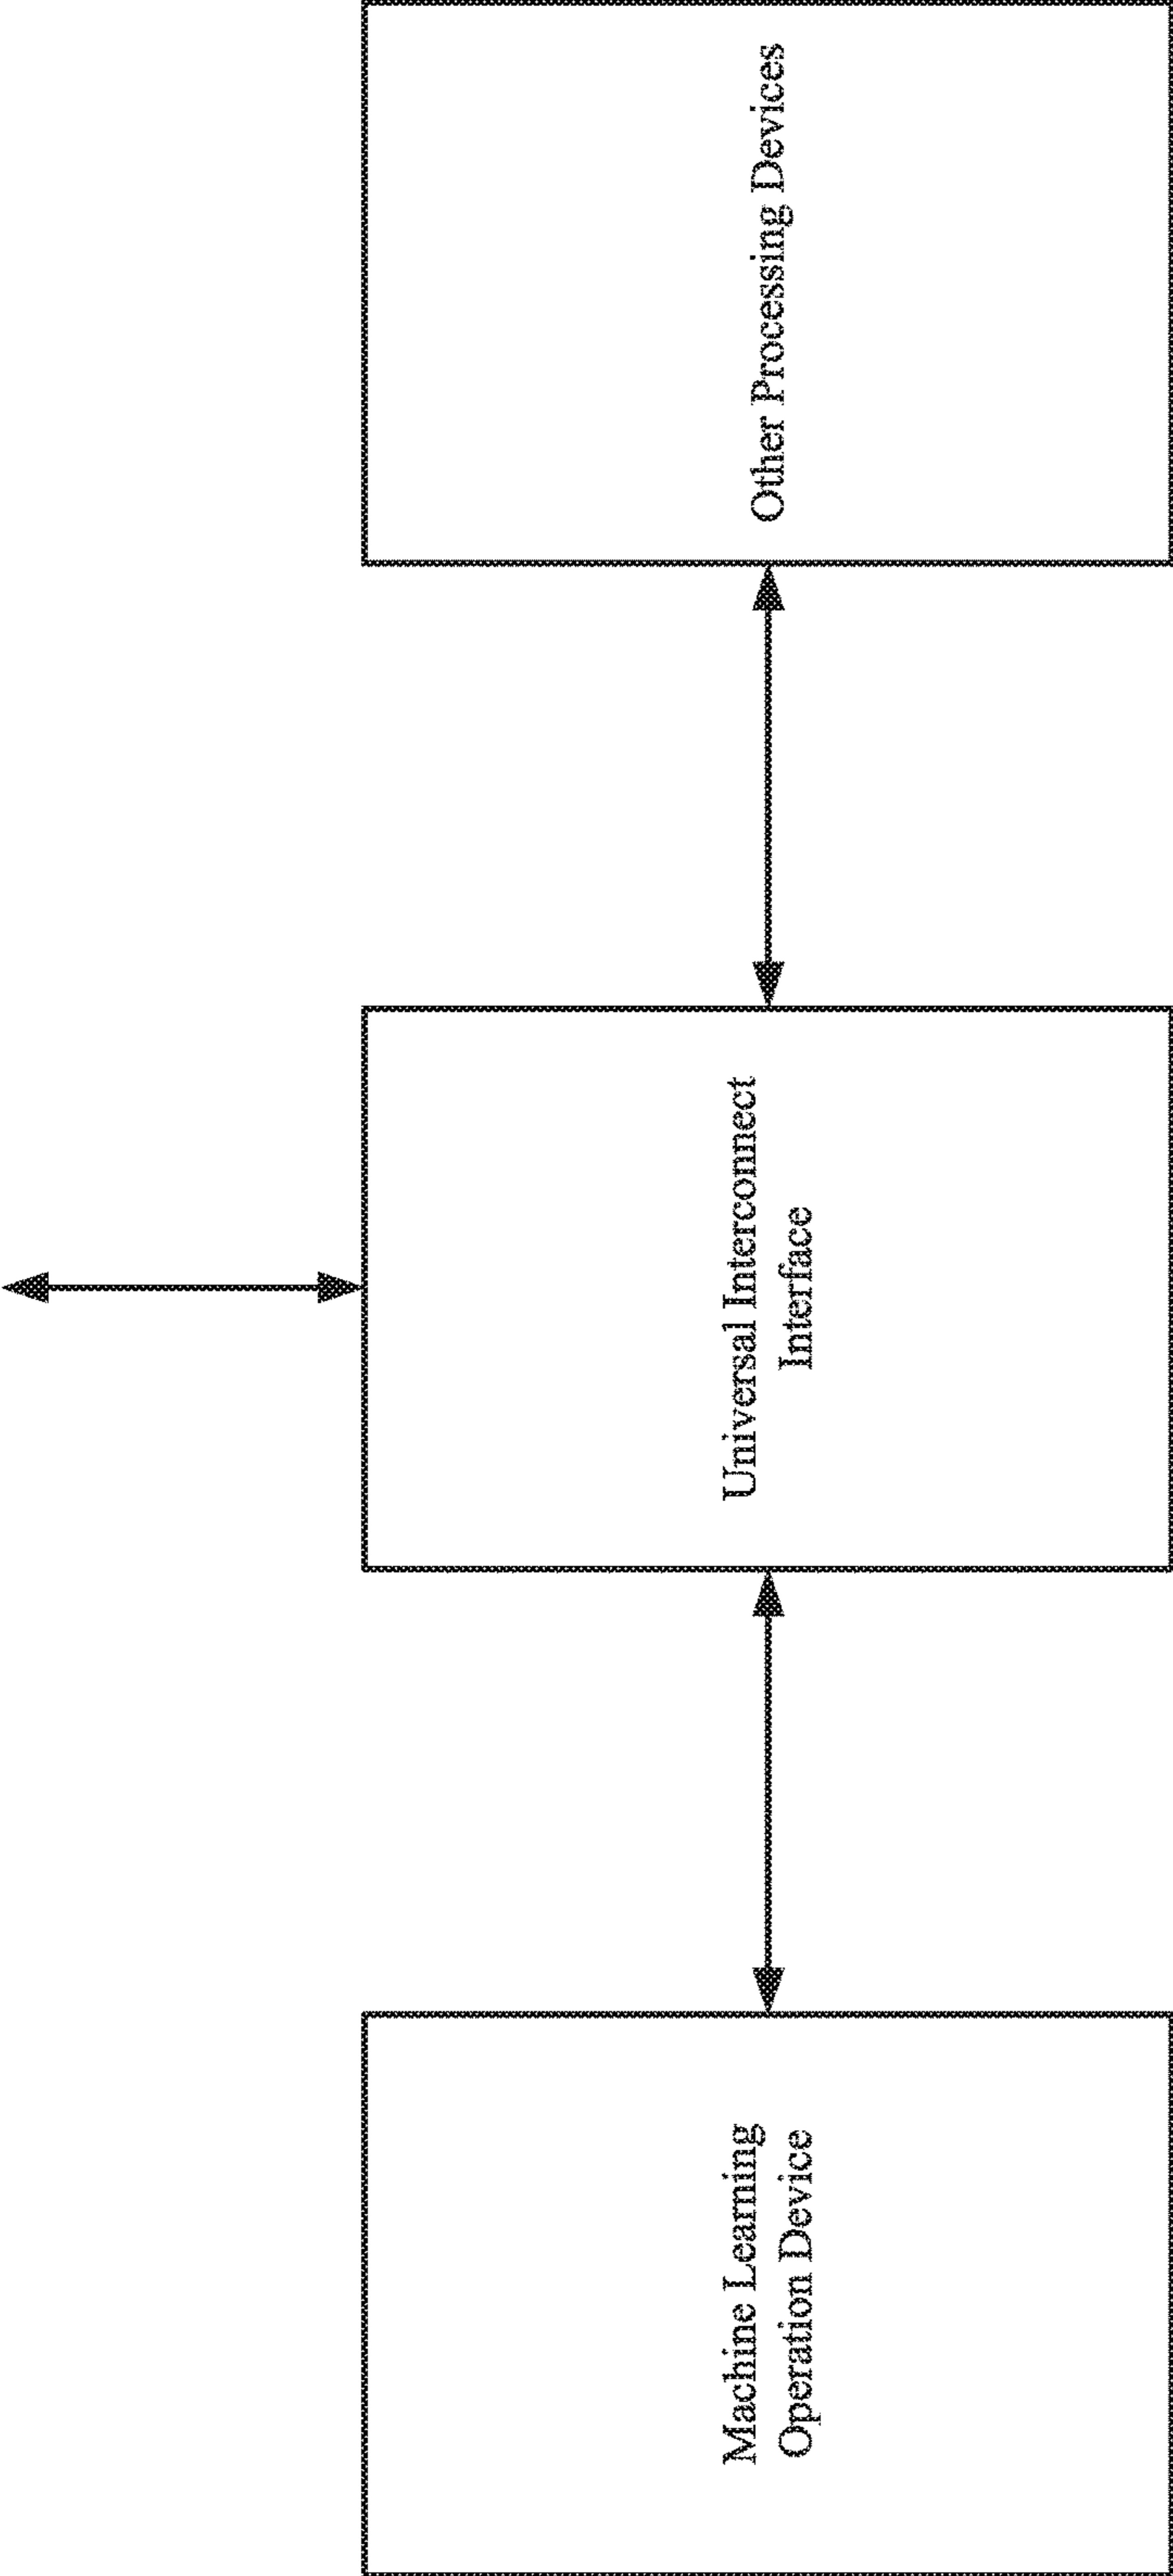 Machine Learning
Operation Device
Universal Interconnect
Interface
Other Processing Devices